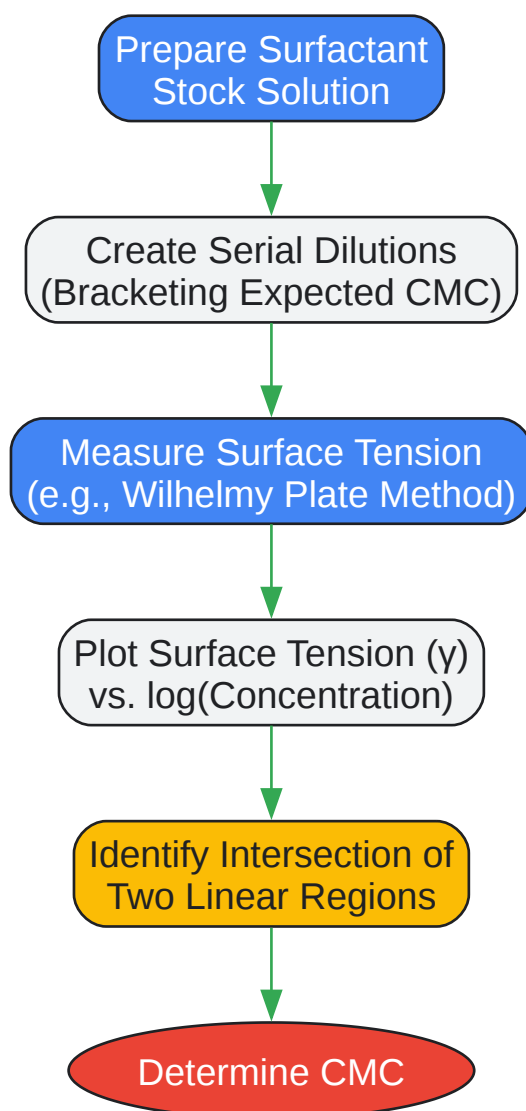 Prepare Surfactant
Stock Solution
Create Serial Dilutions
(Bracketing Expected CMC)
Measure Surface Tension
(e.g., Wilhelmy Plate Method)
Plot Surface Tension (γ)
vs. log(Concentration)
Identify Intersection of
Two Linear Regions
Determine CMC